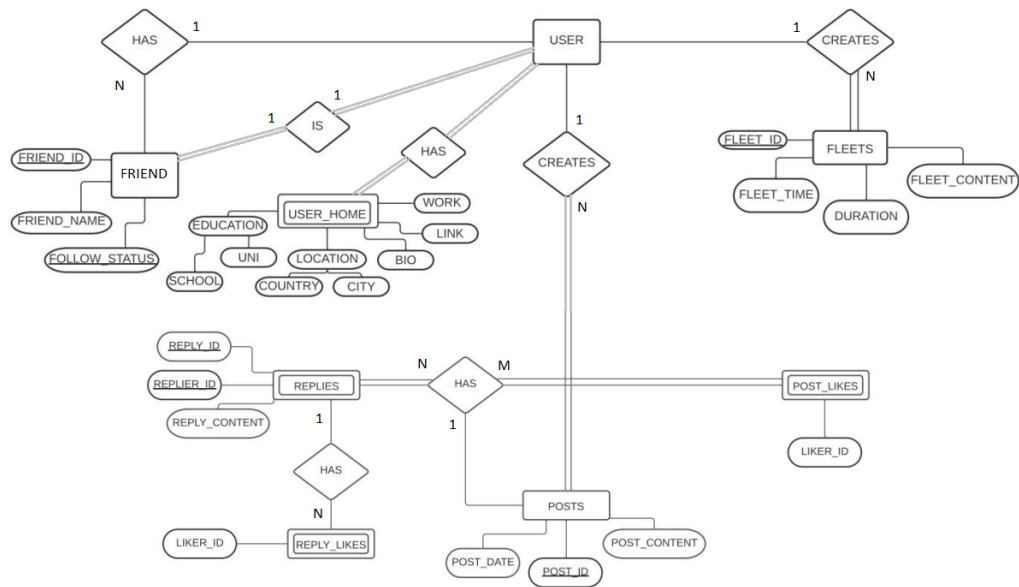 HAS
1
USER
1
CREATES
N
1
1
IS
N
HAS
1
CREATES
N
FRIEND_ID
FRIEND
FRIEND_NAME
FOLLOW_STATUS
FLEET_ID
FLEETS
FLEET_TIME
FLEET_CONTENT
DURATION
USER_HOME
WORK
EDUCATION
LINK
UNI
LOCATION
BIO
SCHOOL
COUNTRY
CITY
REPLY_ID
REPLIER_ID
REPLIES
REPLY_CONTENT
N
HAS
M
1
POST_LIKES
LIKER_ID
1
HAS
N
LIKER_ID
REPLY_LIKES
POSTS
POST_DATE
POST_ID
POST_CONTENT